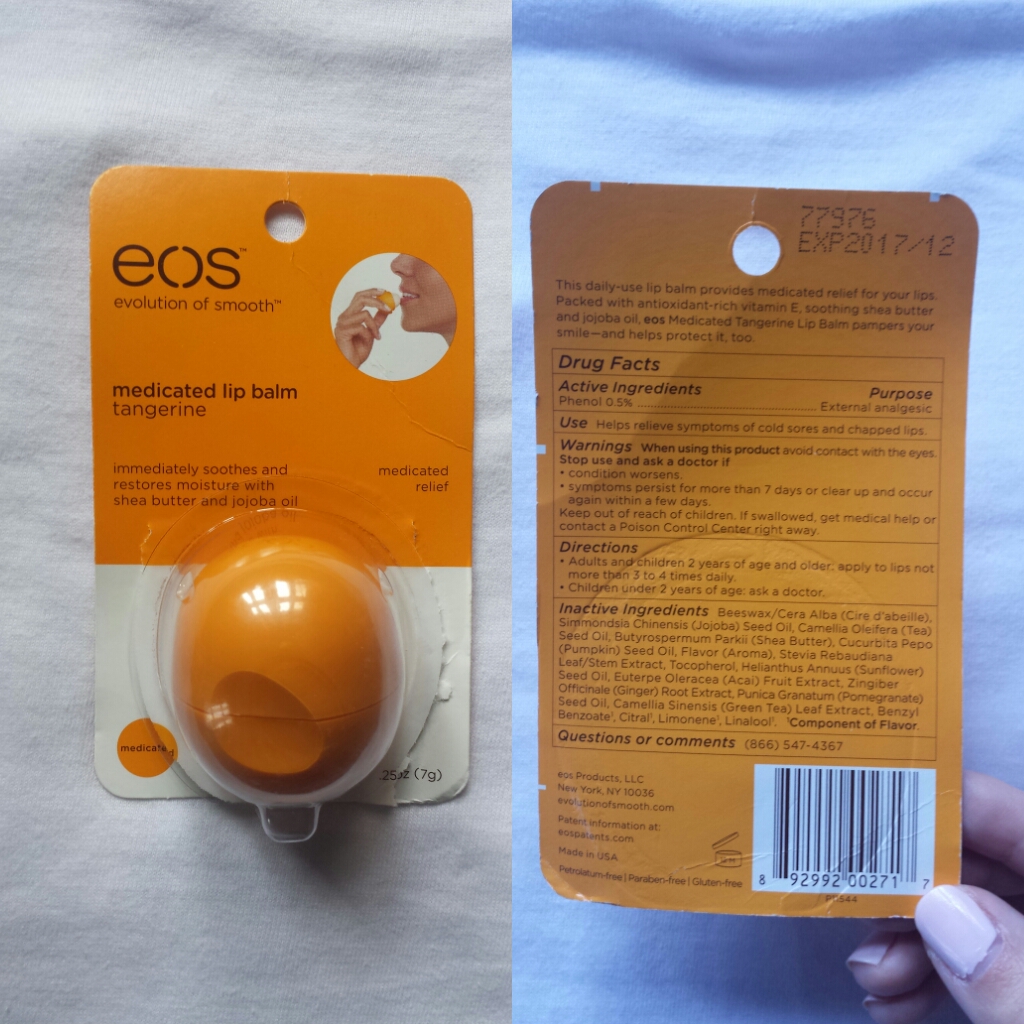 eos™
evolution of smooth™
medicated lip balm
tangerine
immediately soothes and
restores moisture with
shea butter and jojoba oil
medicated
relief
medicated
.25oz (7g)
77976
EXP2017/12
This daily-use lip balm provides medicated relief for your lips.
Packed with antioxidant-rich vitamin E, soothing shea butter
and jojoba oil, eos Medicated Tangerine Lip Balm pampers your
smile—and helps protect it, too.
Drug Facts
Active Ingredients Purpose
Phenol 0.5% ........................................ External analgesic
Use Helps relieve symptoms of cold sores and chapped lips.
Warnings When using this product avoid contact with the eyes.
Stop use and ask a doctor if
• condition worsens.
• symptoms persist for more than 7 days or clear up and occur
again within a few days.
Keep out of reach of children. If swallowed, get medical help or
contact a Poison Control Center right away.
Directions
• Adults and children 2 years of age and older: apply to lips not
more than 3 to 4 times daily.
• Children under 2 years of age: ask a doctor.
Inactive Ingredients Beeswax/Cera Alba (Cire d'abeille),
Simmondsia Chinensis (Jojoba) Seed Oil, Camellia Oleifera (Tea)
Seed Oil, Butyrospermum Parkii (Shea Butter), Cucurbita Pepo
(Pumpkin) Seed Oil, Flavor (Aroma), Stevia Rebaudiana
Leaf/Stem Extract, Tocopherol, Helianthus Annuus (Sunflower)
Seed Oil, Euterpe Oleracea (Acai) Fruit Extract, Zingiber
Officinale (Ginger) Root Extract, Punica Granatum (Pomegranate)
Seed Oil, Camellia Sinensis (Green Tea) Leaf Extract, Benzyl
Benzoate¹, Citral¹, Limonene¹, Linalool¹. ¹Component of Flavor.
Questions or comments (866) 547-4367
eos Products, LLC
New York, NY 10036
evolutionofsmooth.com
Patent information at:
eospatents.com
Made in USA
Petrolatum-free | Paraben-free | Gluten-free
8 92992 00271 7